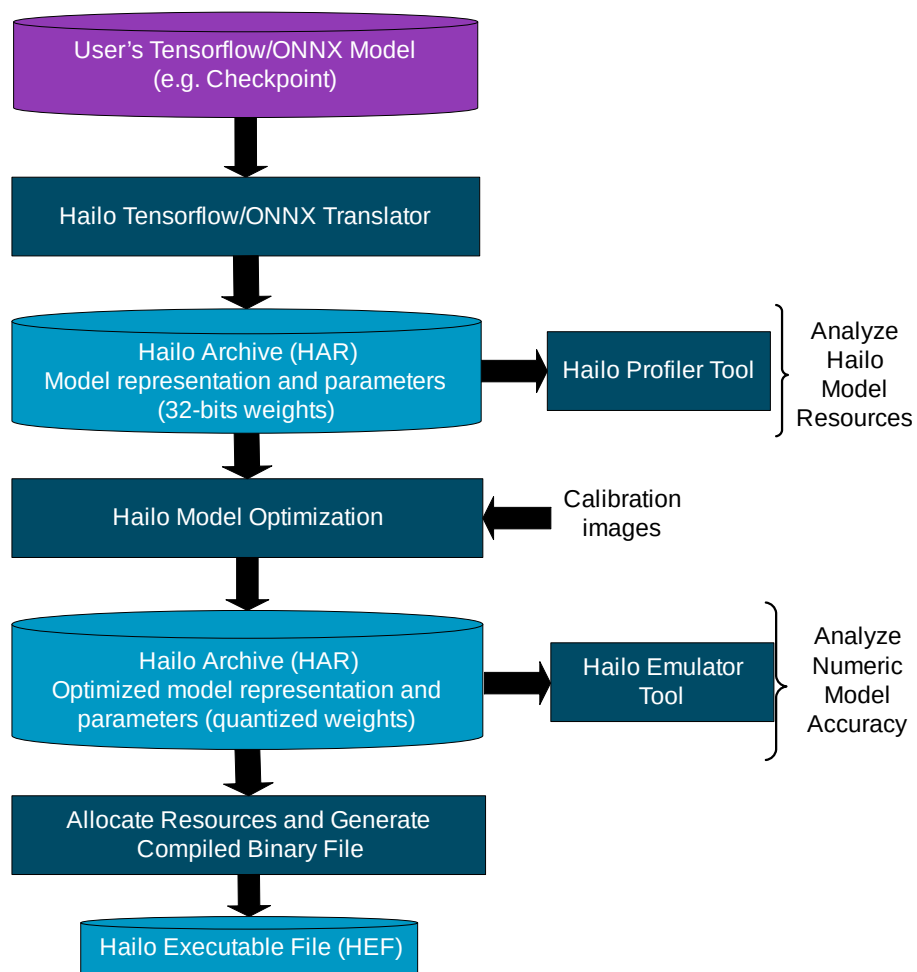 User’s Tensorflow/ONNX Model
(e.g. Checkpoint)
Hailo Tensorflow/ONNX Translator
Hailo Archive (HAR)
Model representation and parameters
(32-bits weights)
Hailo Profiler Tool
Analyze
Hailo
Model
Resources
Hailo Model Optimization
Calibration
images
Hailo Archive (HAR)
Optimized model representation and
parameters (quantized weights)
Hailo Emulator
Tool
Analyze
Numeric
Model
Accuracy
Allocate Resources and Generate
Compiled Binary File
Hailo Executable File (HEF)